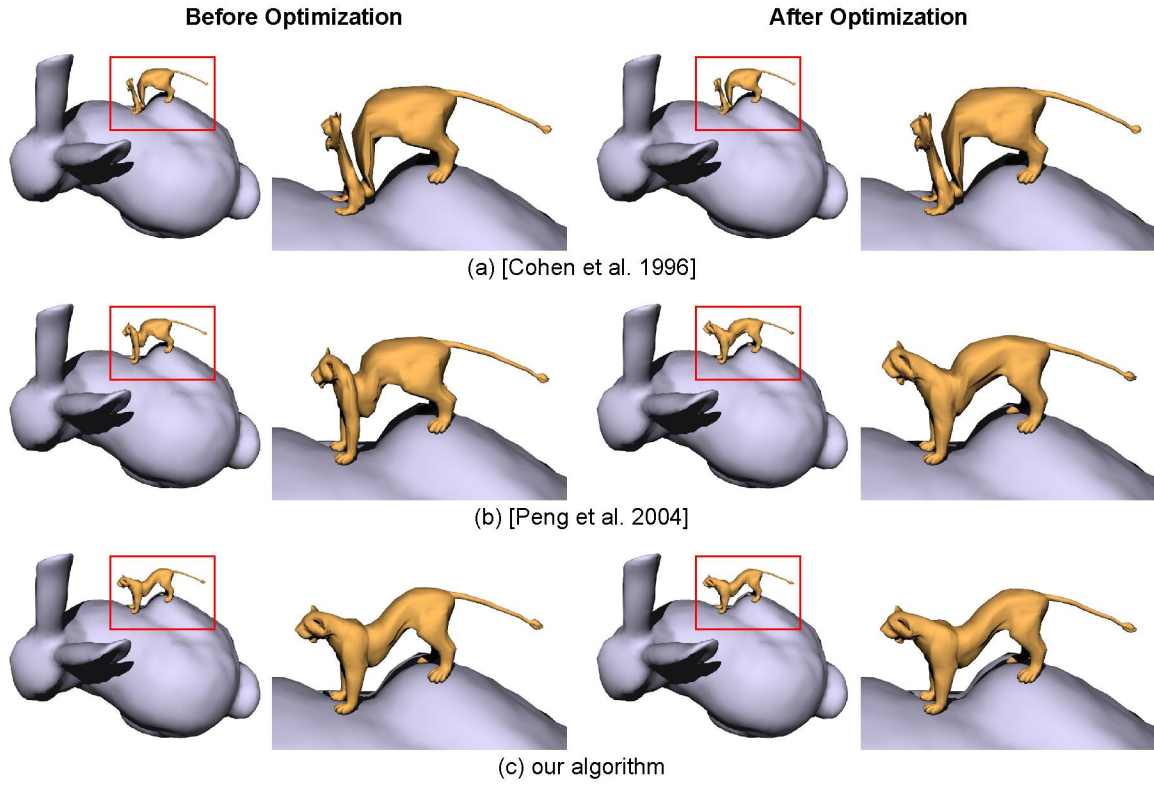 Before Optimization
After Optimization
(a) [Cohen et al. 1996]
(b) [Peng et al. 2004]
(c) our algorithm